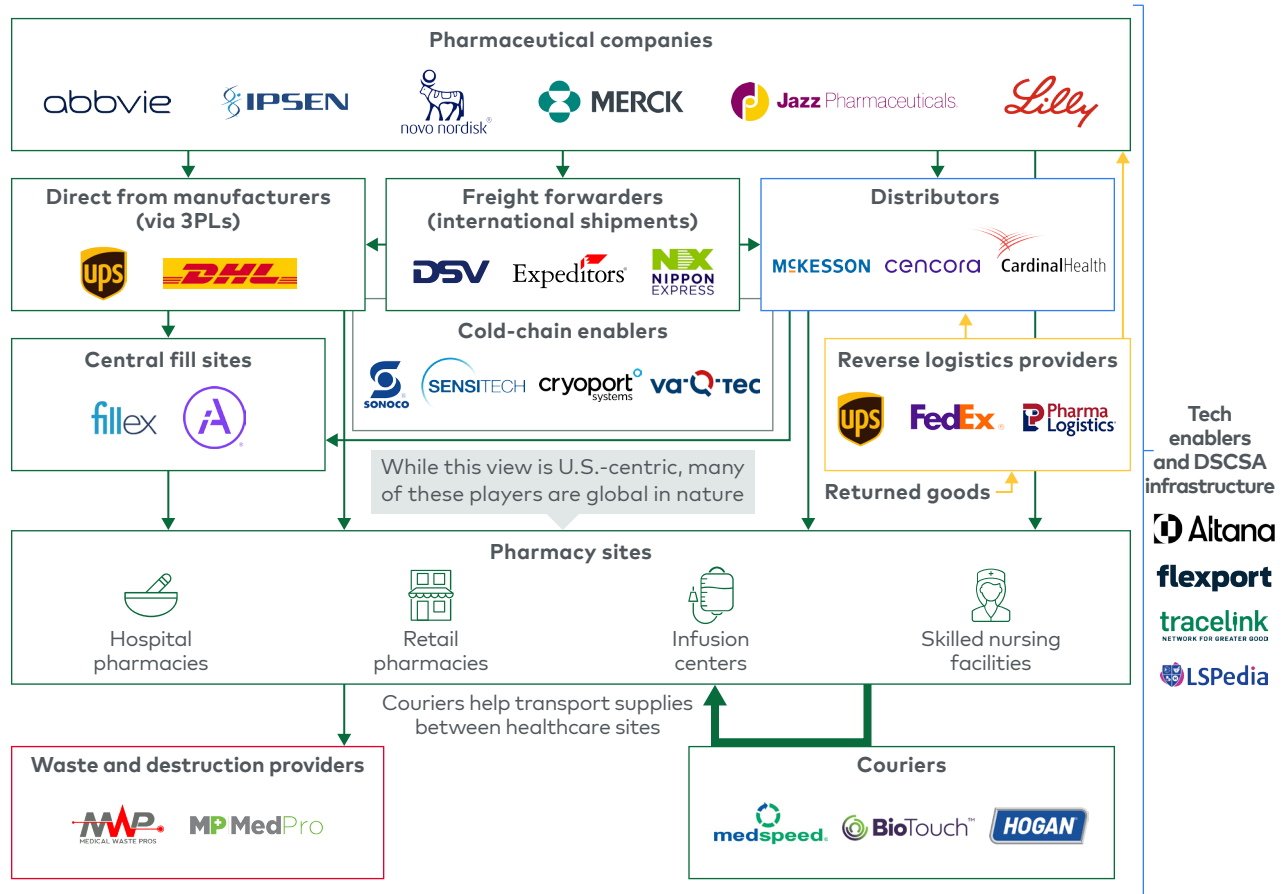 Pharmaceutical companies
abbvie
IPSEN
novo nordisk®
MERCK
Jazz Pharmaceuticals.
Lilly
Direct from manufacturers
(via 3PLs)
ups
DHL
Freight forwarders
(international shipments)
DSV
Expeditors®
NX
NIPPON
EXPRESS
Distributors
MCKESSON
cencora
CardinalHealth
Central fill sites
fillex
iA
Cold-chain enablers
SONOCO
SENSITECH
cryoport
systems
va-Q-tec
Reverse logistics providers
ups
FedEx®
Pharma
Logistics
Returned goods
While this view is U.S.-centric, many
of these players are global in nature
Pharmacy sites
Hospital
pharmacies
Retail
pharmacies
Infusion
centers
Skilled nursing
facilities
Couriers help transport supplies
between healthcare sites
Waste and destruction providers
MWP
MEDICAL WASTE PROS
MP MedPro
Couriers
medspeed®
BioTouch™
HOGAN
Tech
enablers
and DSCSA
infrastructure
Altana
flexport
tracelink
NETWORK FOR GREATER GOOD
LSPedia